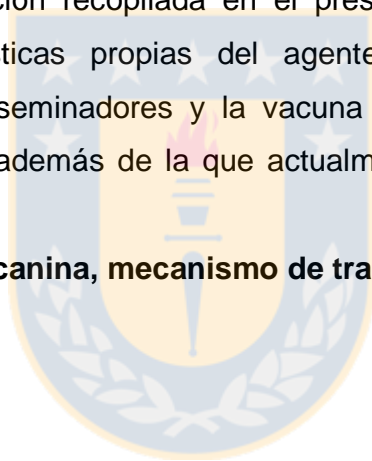 ción recopilada en el pres
sticas propias del agente
seminadores y la vacuna
además de la que actualm
canina, mecanismo de tra